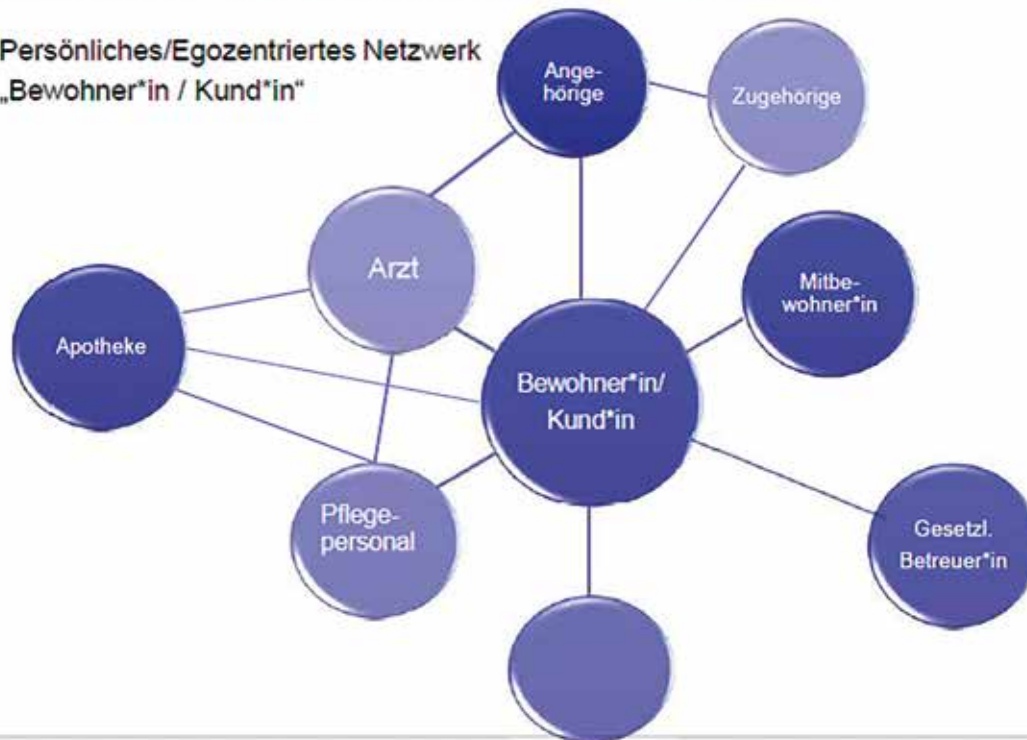 Persönliches/Egozentriertes Netzwerk
„Bewohner*in / Kund*in“
Ange-
hörige
Zugehörige
Arzt
Mitbe-
wohner*in
Apotheke
Bewohner*in/
Kund*in
Pflege-
personal
Gesetzl.
Betreuer*in